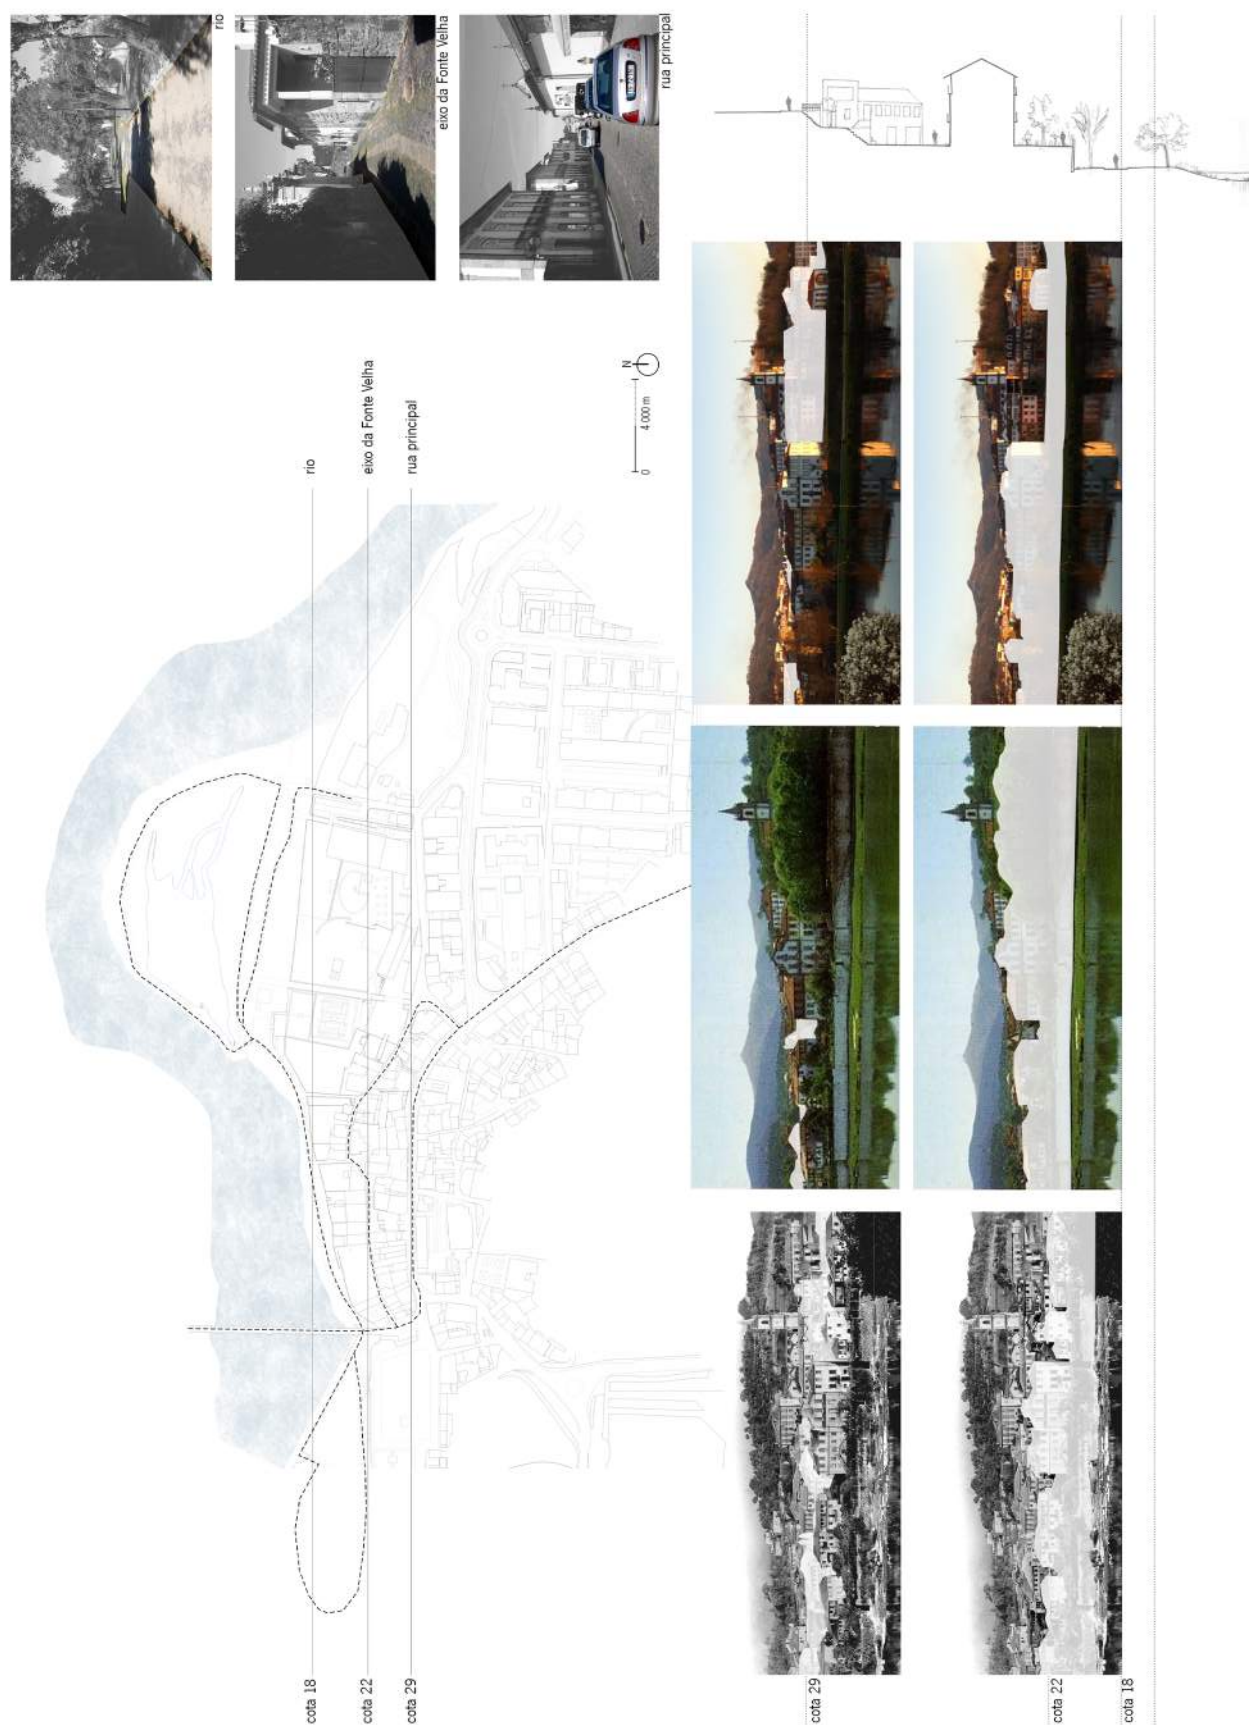 rio
eixo da Fonte Velha
rua principal
rio
eixo da Fonte Velha
rua principal
N
0
4 000 m
cota 18
cota 22
cota 29
cota 29
cota 22
cota 18